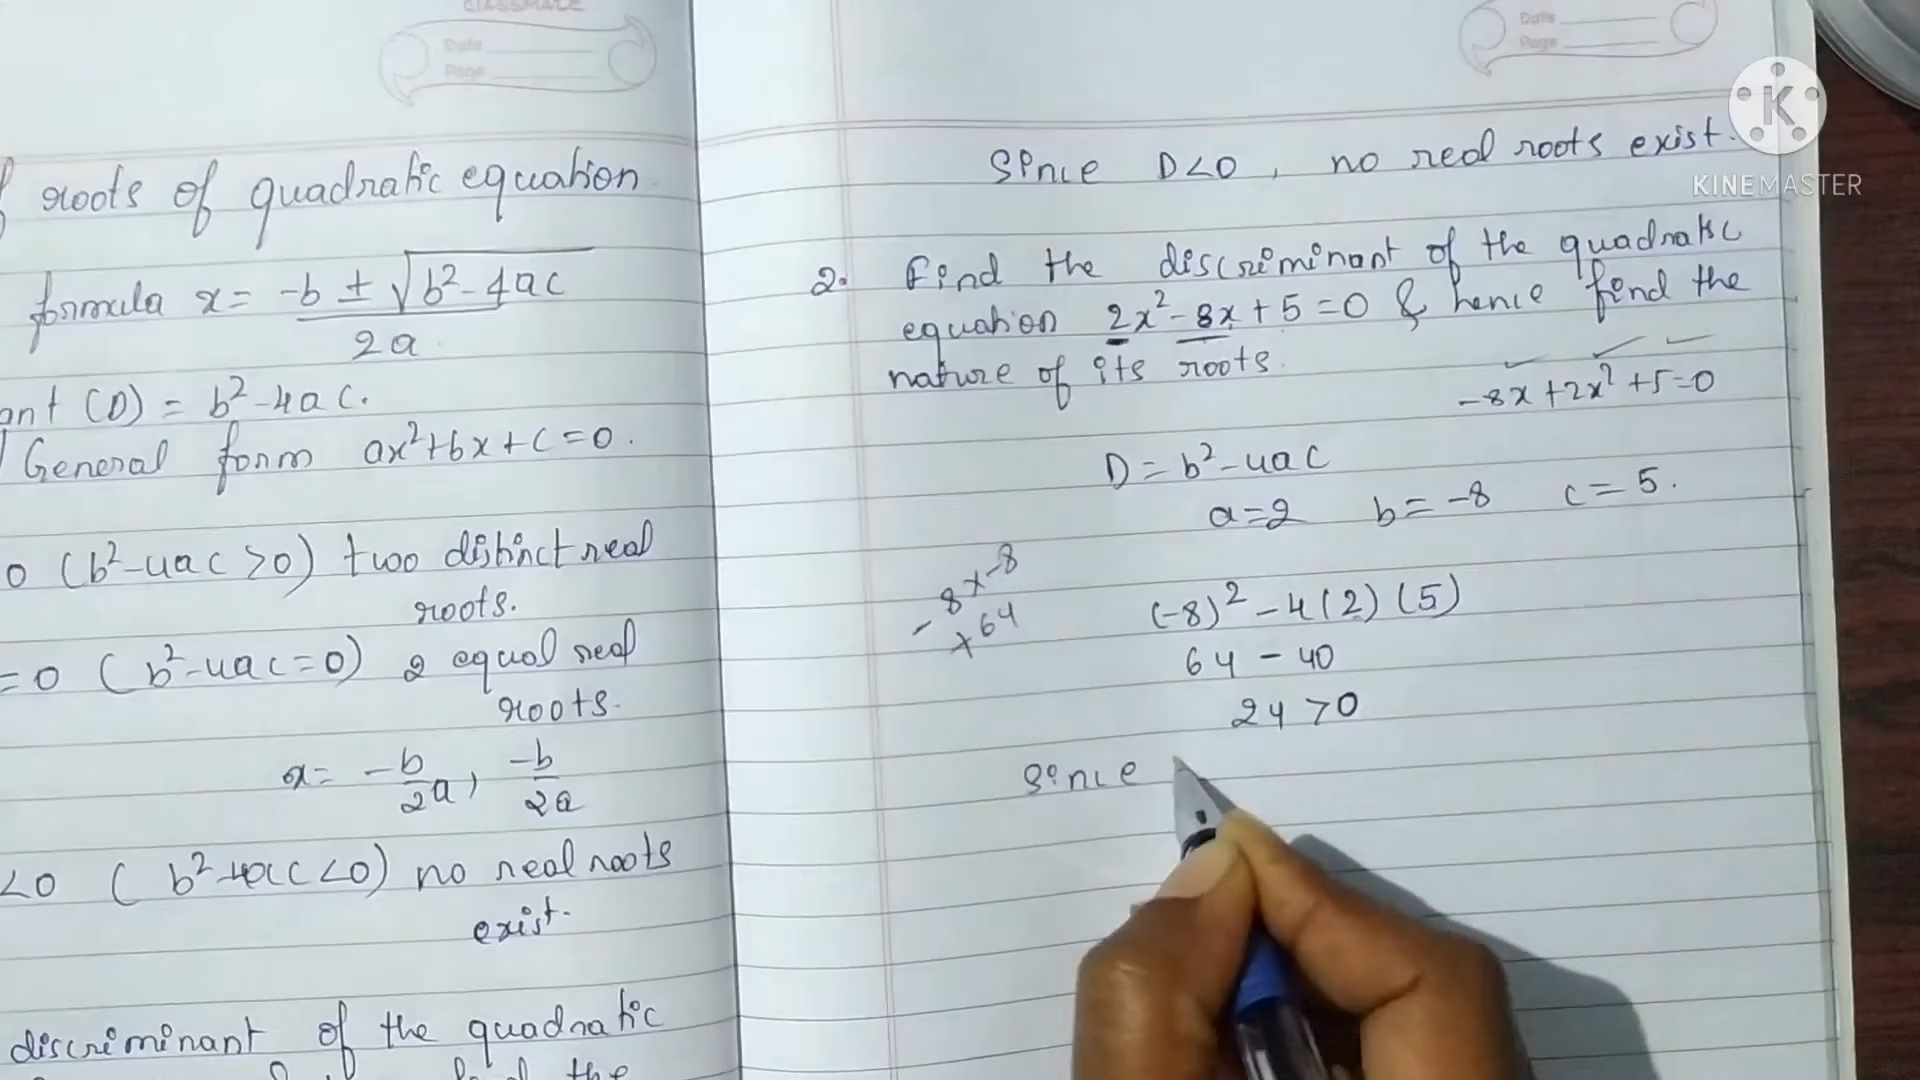 CLASSMATE
Date
Page
roots of quadratic equation
formula x = -b ± √b² - 4ac
2a
ant (D) = b² - 4ac.
General form ax² + bx + c = 0.
0 (b² - 4ac > 0) two distinct real
roots.
= 0 (b² - 4ac = 0) 2 equal real
roots.
x = -b/2a, -b/2a
<0 (b² - 4ac < 0) no real roots
exist.
discriminant of the quadratic
the
Date
Page
KINEMASTER
Since D<0, no real roots exist.
2. Find the discriminant of the quadratic
equation 2x² - 8x + 5 = 0 & hence find the
nature of its roots.
-8x + 2x² + 5 = 0
D = b² - 4ac
a = 2 b = -8 c = 5.
-8 x -8
+64
(-8)² - 4(2)(5)
64 - 40
24 > 0
Since